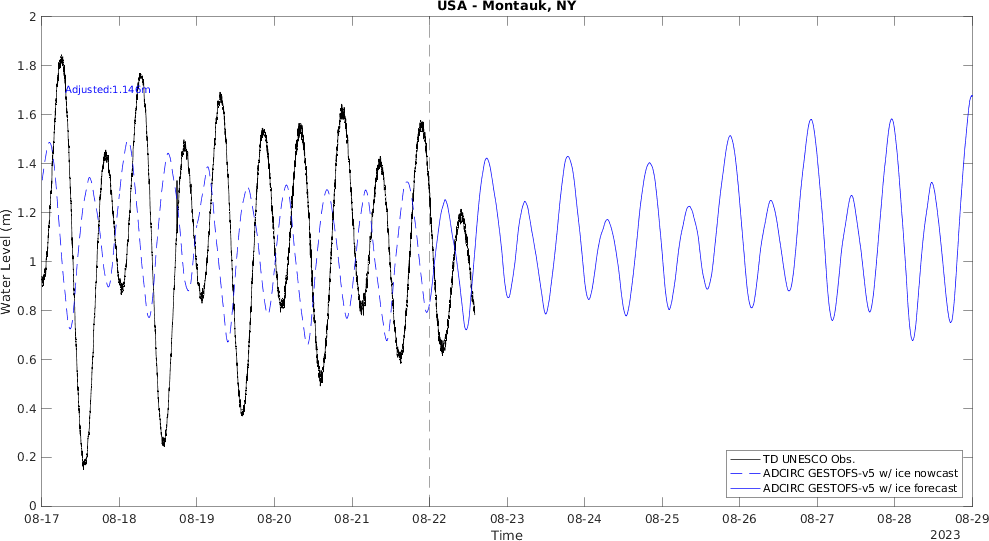 USA - Montauk, NY
2
1.8
1.6
1.4
1.2
1
0.8
0.6
0.4
0.2
0
Water Level (m)
Adjusted:1.146m
TD UNESCO Obs.
ADCIRC GESTOFS-v5 w/ ice nowcast
ADCIRC GESTOFS-v5 w/ ice forecast
08-17 08-18 08-19 08-20 08-21 08-22 08-23 08-24 08-25 08-26 08-27 08-28 08-29
Time 2023